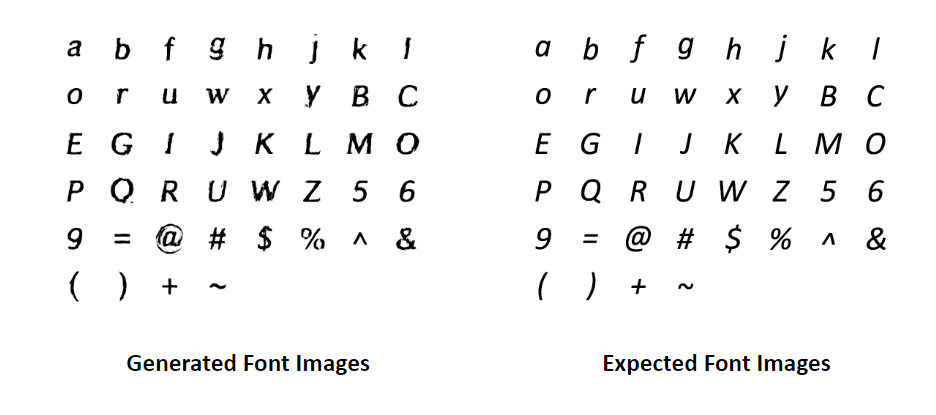 a b f g h j k l a b f g h j k l
o r u w x y B C o r u w x y B C
E G I J K L M O E G I J K L M O
P Q R U W Z 5 6 P Q R U W Z 5 6
9 = @ # $ % ^ & 9 = @ # $ % ^ &
( ) + ~ ( ) + ~
Generated Font Images Expected Font Images